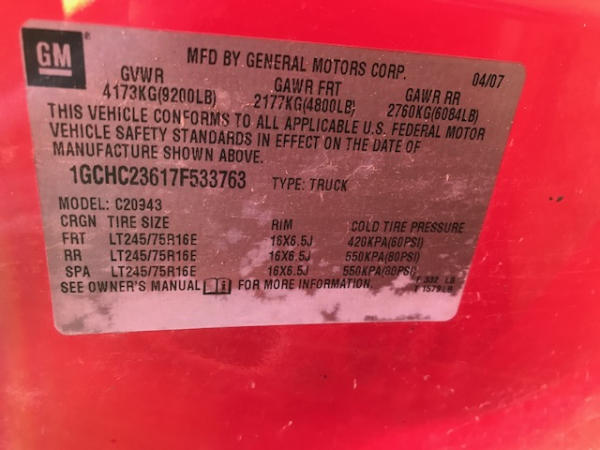 GM
MFD BY GENERAL MOTORS CORP. 04/07
GVWR GAWR FRT GAWR RR
4173KG(9200LB) 2177KG(4800LB) 2760KG(6084LB)
THIS VEHICLE CONFORMS TO ALL APPLICABLE U.S. FEDERAL MOTOR
VEHICLE SAFETY STANDARDS IN EFFECT ON THE DATE OF
MANUFACTURE SHOWN ABOVE.
1GCHC23617F533763 TYPE: TRUCK
MODEL: C20943
CRGN TIRE SIZE RIM COLD TIRE PRESSURE
FRT LT245/75R16E 16X6.5J 420KPA(60PSI)
RR LT245/75R16E 16X6.5J 550KPA(80PSI)
SPA LT245/75R16E 16X6.5J 550KPA(80PSI)
SEE OWNER'S MANUAL i FOR MORE INFORMATION. F 332 LB
T 1579LB